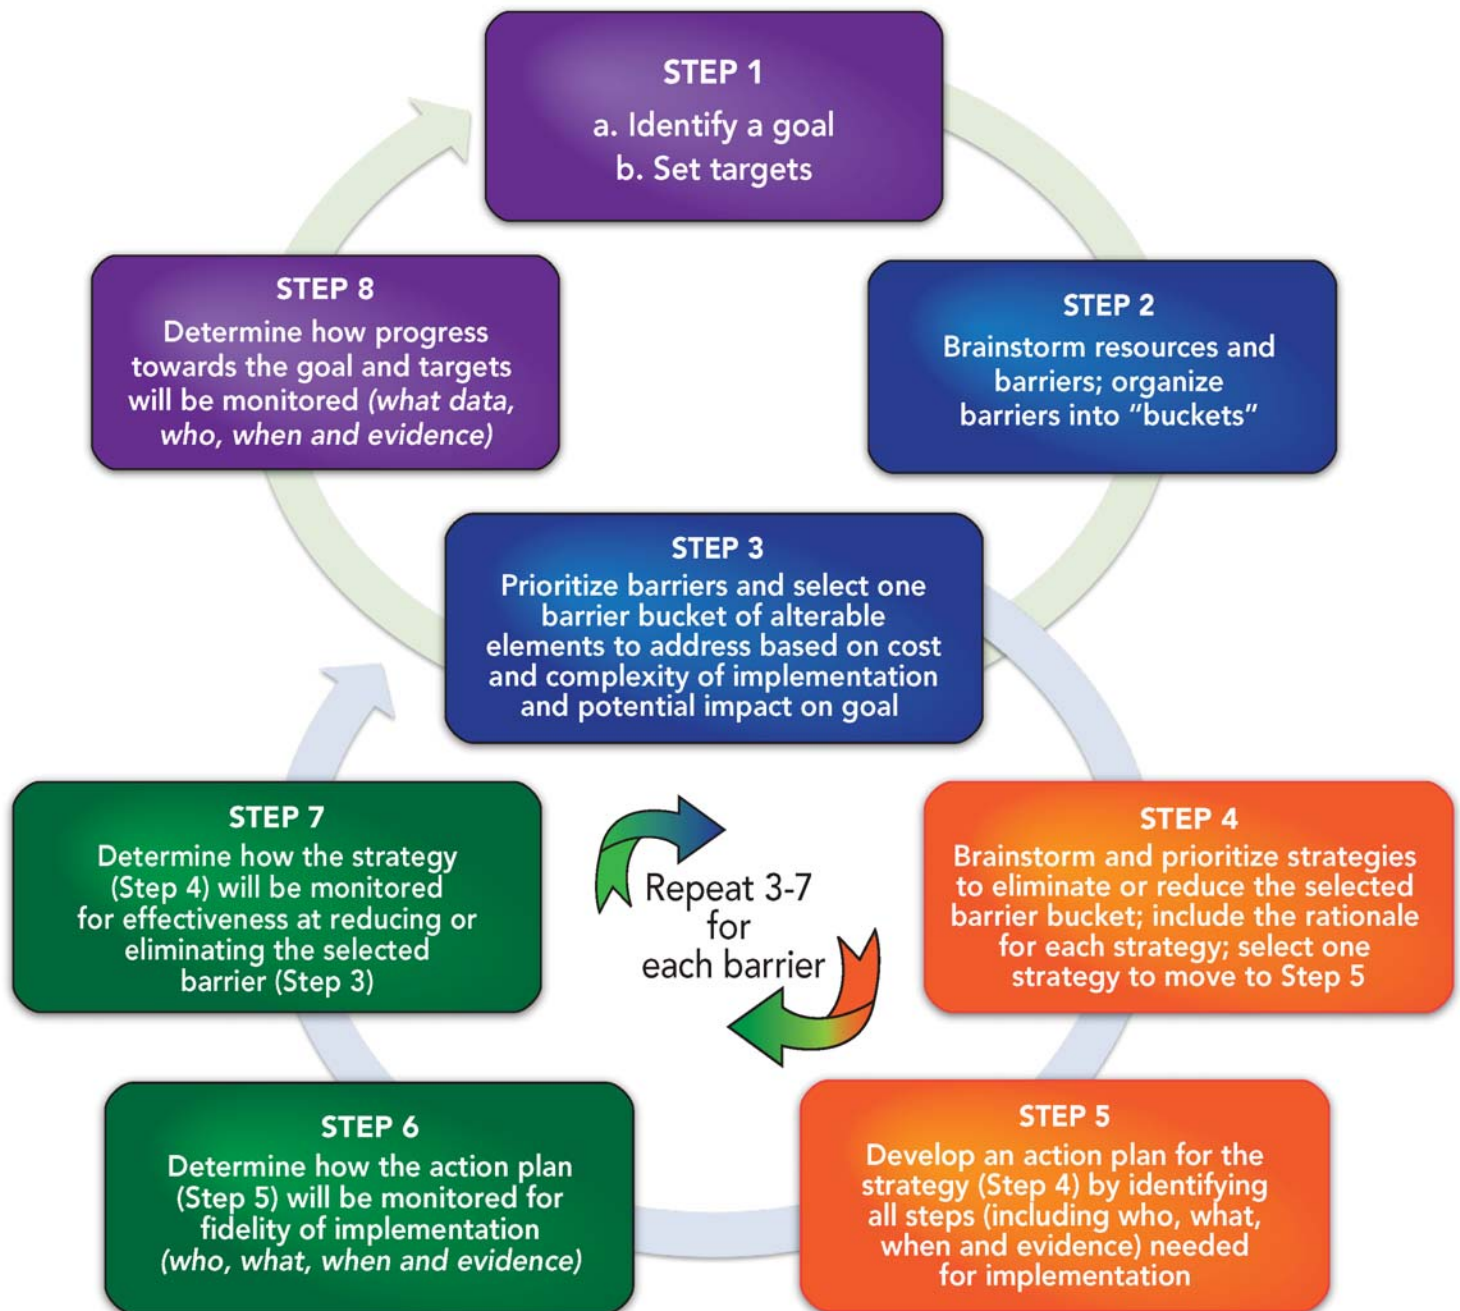 STEP 1
a. Identify a goal
b. Set targets
STEP 2
Brainstorm resources and
barriers; organize
barriers into “buckets”
STEP 3
Prioritize barriers and select one
barrier bucket of alterable
elements to address based on cost
and complexity of implementation
and potential impact on goal
STEP 4
Brainstorm and prioritize strategies
to eliminate or reduce the selected
barrier bucket; include the rationale
for each strategy; select one
strategy to move to Step 5
STEP 5
Develop an action plan for the
strategy (Step 4) by identifying
all steps (including who, what,
when and evidence) needed
for implementation
STEP 6
Determine how the action plan
(Step 5) will be monitored for
fidelity of implementation
(who, what, when and evidence)
STEP 7
Determine how the strategy
(Step 4) will be monitored
for effectiveness at reducing or
eliminating the selected
barrier (Step 3)
STEP 8
Determine how progress
towards the goal and targets
will be monitored (what data,
who, when and evidence)
Repeat 3-7
for
each barrier